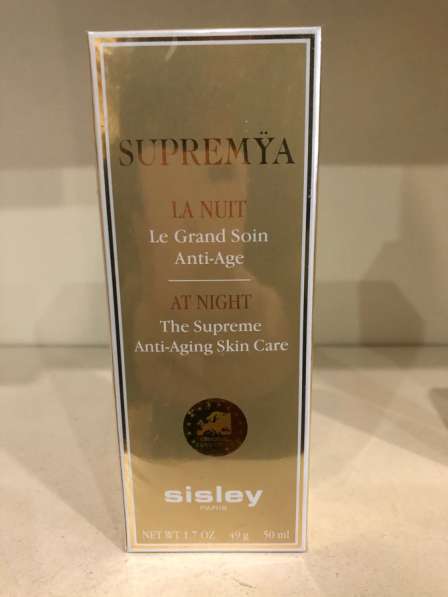 SUPREMŸA
LA NUIT
Le Grand Soin
Anti-Age
AT NIGHT
The Supreme
Anti-Aging Skin Care
sisley
PARIS
NET WT 1.7 OZ 49 g 50 ml